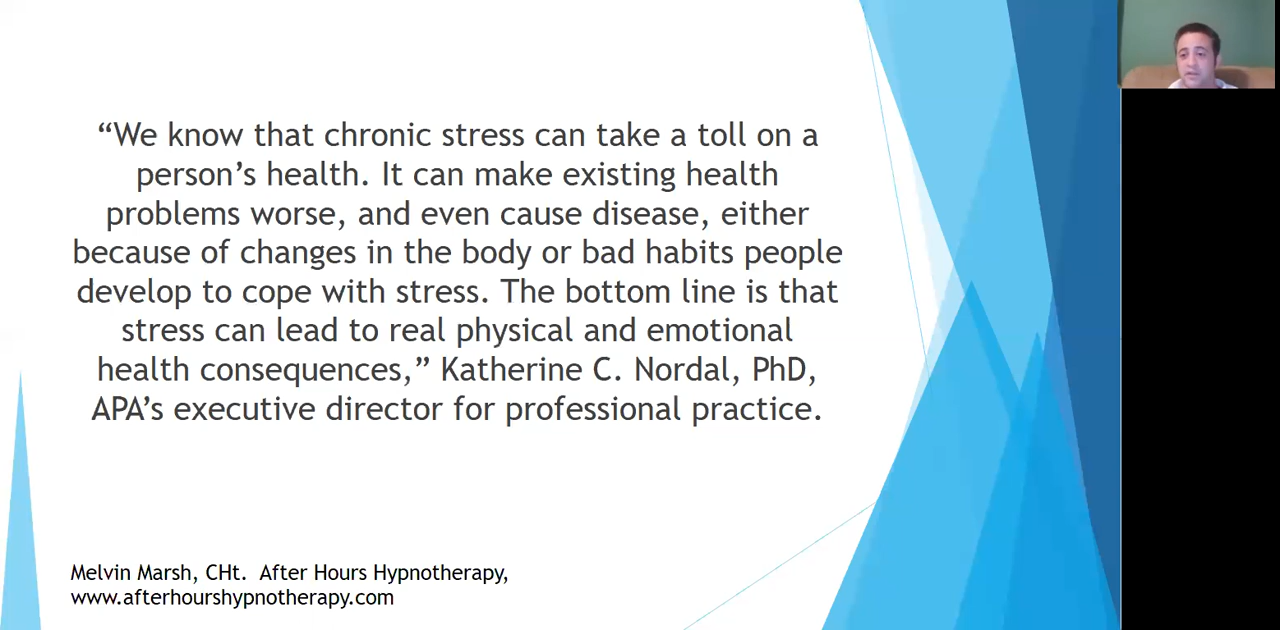 “We know that chronic stress can take a toll on a
person’s health. It can make existing health
problems worse, and even cause disease, either
because of changes in the body or bad habits people
develop to cope with stress. The bottom line is that
stress can lead to real physical and emotional
health consequences,” Katherine C. Nordal, PhD,
APA’s executive director for professional practice.
Melvin Marsh, CHt.  After Hours Hypnotherapy,
www.afterhourshypnotherapy.com